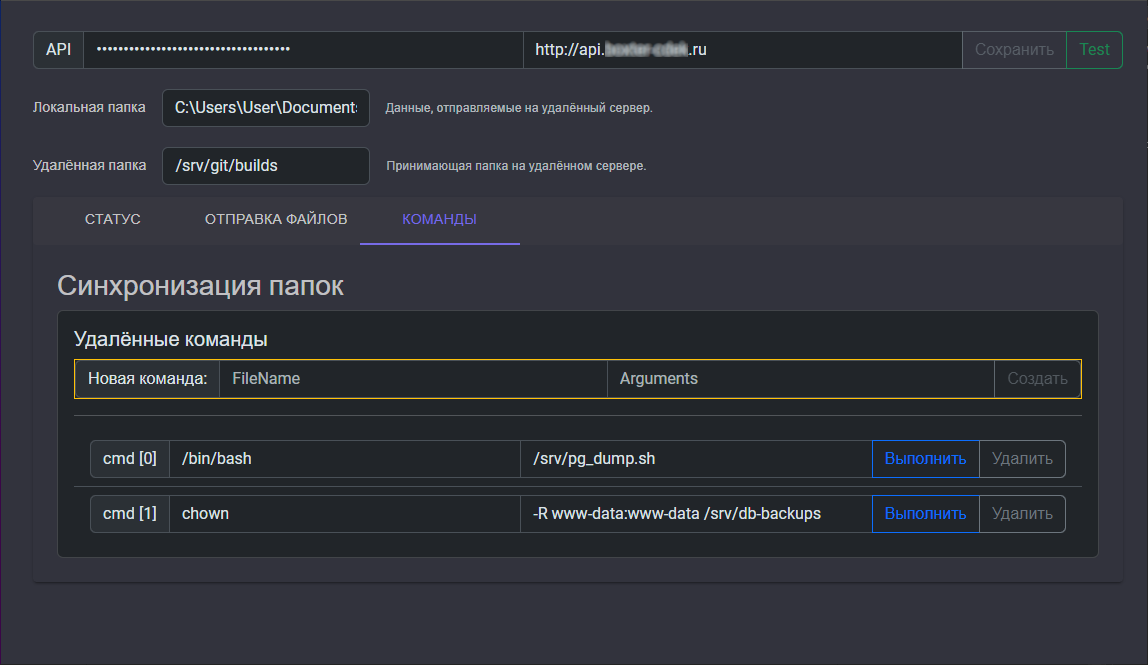 API •••••••••••••••••••••••••••••••••••• http://api. .ru Сохранить Test
Локальная папка C:\Users\User\Document Данные, отправляемые на удалённый сервер.
Удалённая папка /srv/git/builds Принимающая папка на удалённом сервере.
СТАТУС ОТПРАВКА ФАЙЛОВ КОМАНДЫ
Синхронизация папок
Удалённые команды
Новая команда: FileName Arguments Создать
cmd [0] /bin/bash /srv/pg_dump.sh Выполнить Удалить
cmd [1] chown -R www-data:www-data /srv/db-backups Выполнить Удалить